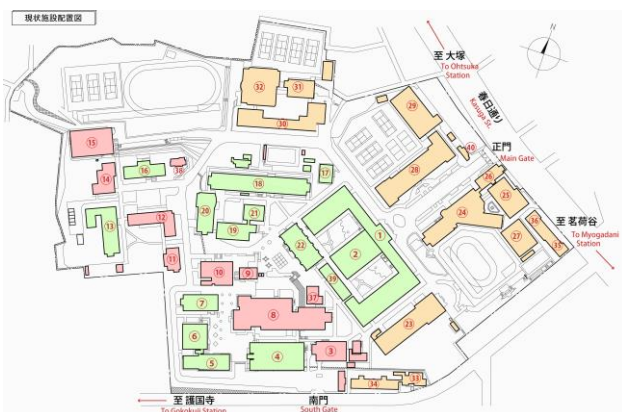 現状施設配置図
至 大塚
To Ohtsuka
Station
春日通り
Kasuga St.
正門
Main Gate
至 茗荷谷
To Myogadani
Station
㉜
㉛
㉚
㉙
㊵
⑮
⑭
⑯
㊳
⑱
⑰
㉘
㉖
㉕
㊱
㉟
⑬
⑫
⑳
㉑
⑲
①
㉔
㉗
⑪
⑩
⑨
㉒
②
㊴
⑦
㊲
⑧
⑥
㉓
⑤
④
③
㉞
㉝
至 護国寺
To Gokokuji Station
南門
South Gate